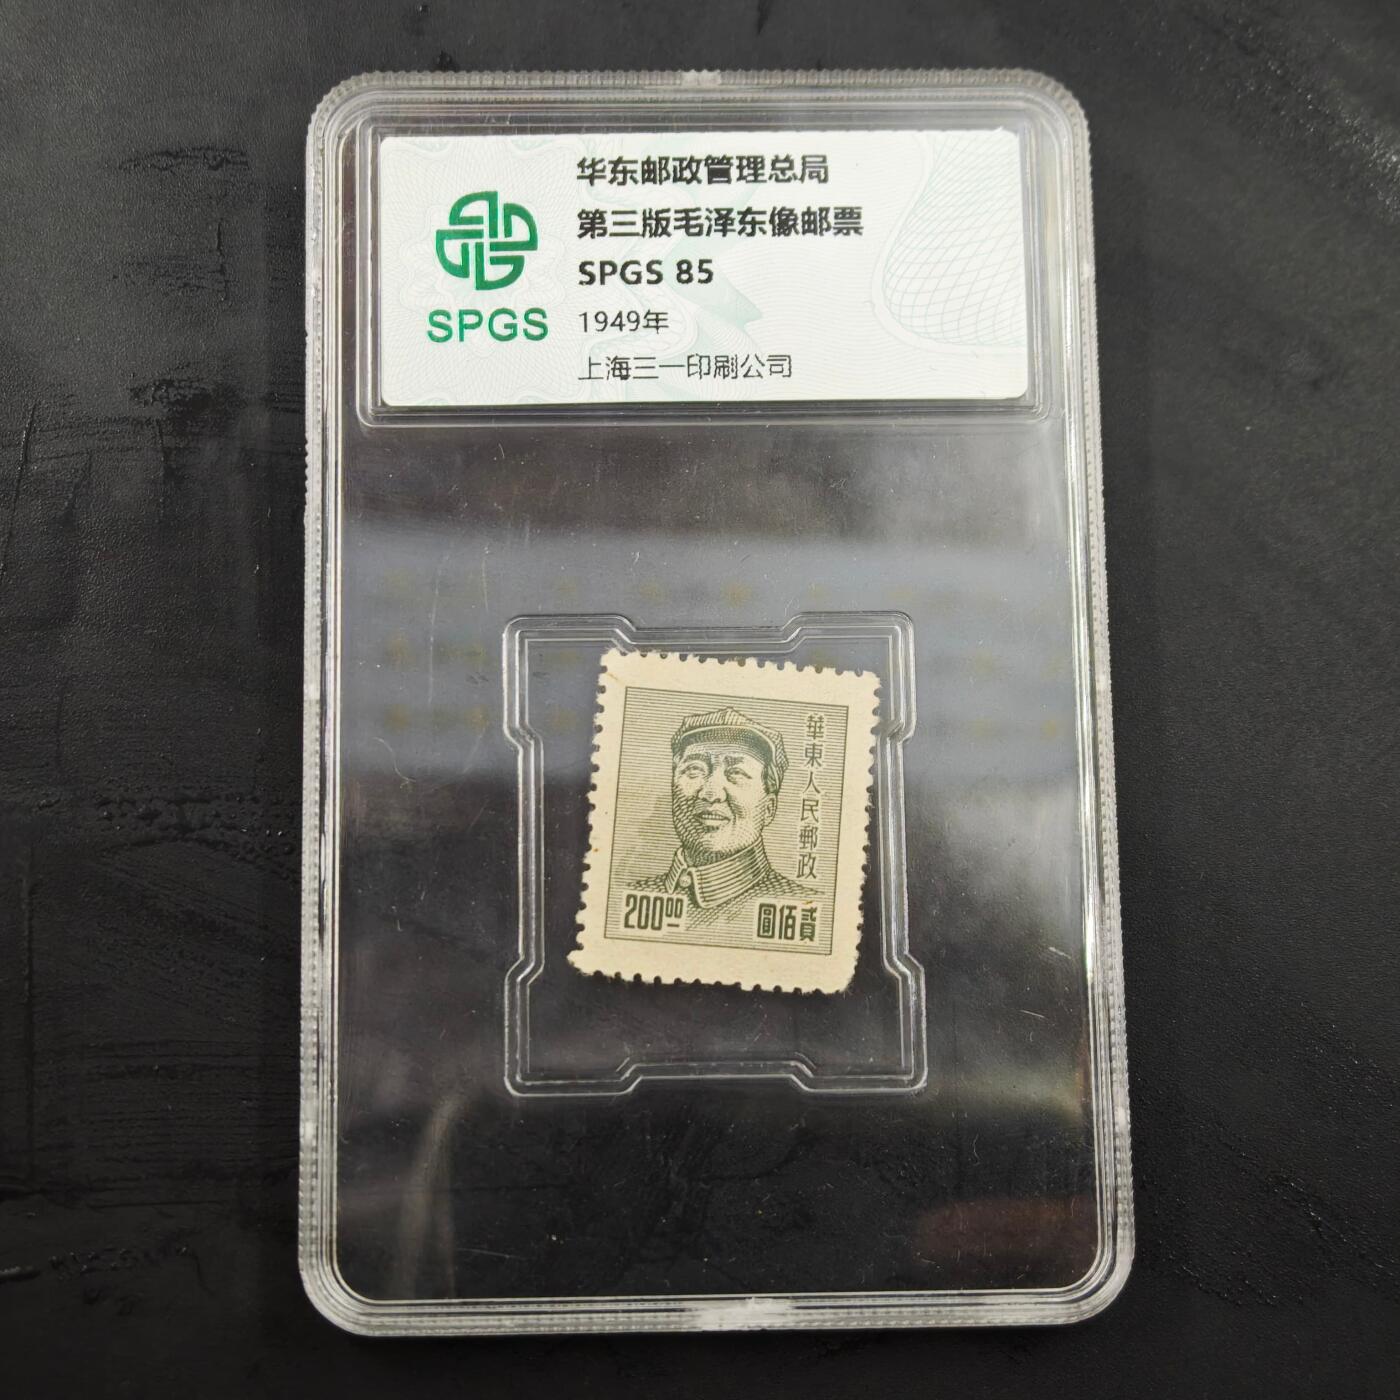 SPGS
华东邮政管理总局
第三版毛泽东像邮票
SPGS 85
1949年
上海三一印刷公司
華東人民郵政
20000
圓佰貳